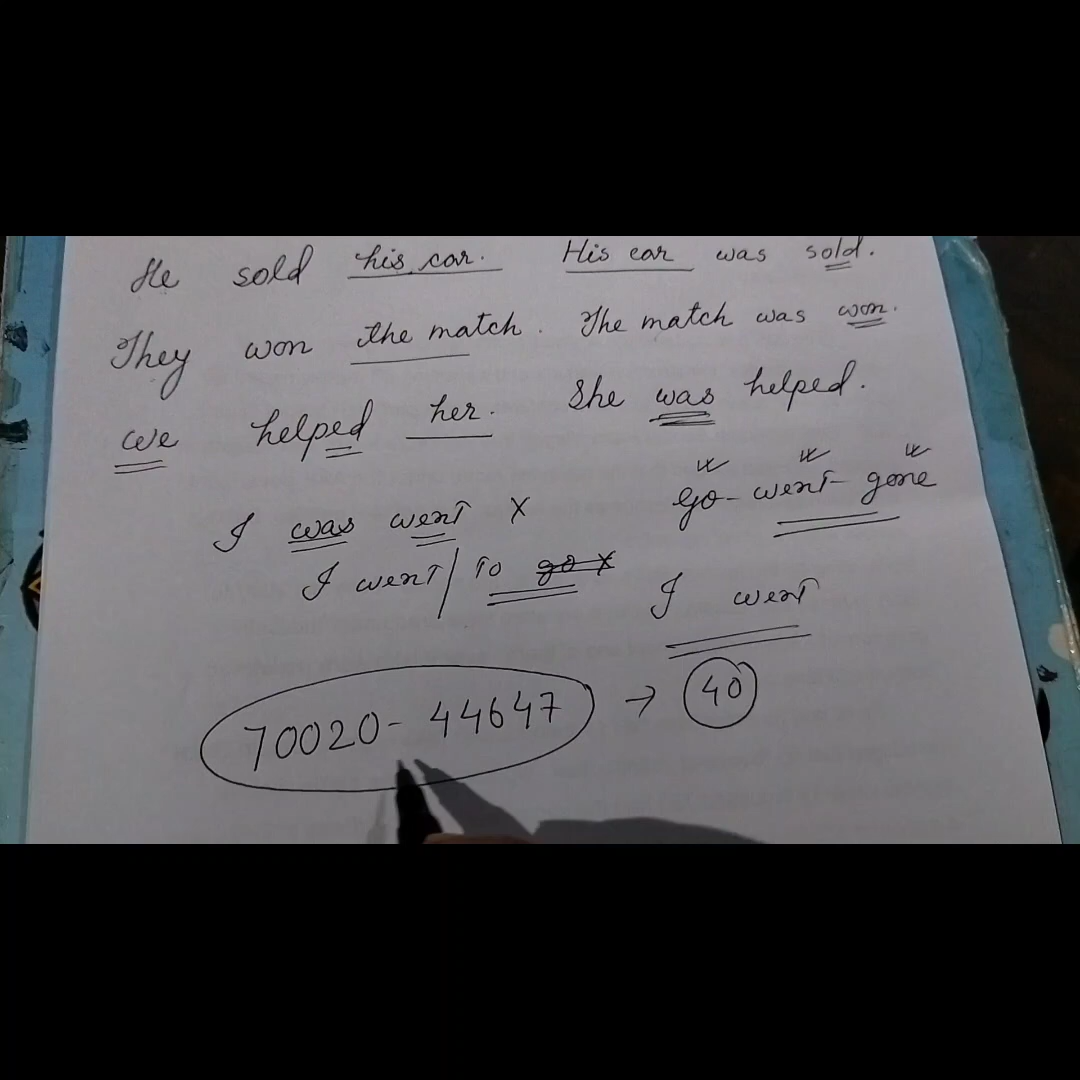 He sold his car. His car was sold.
They won the match. The match was won.
We helped her. She was helped.
go - went - gone
I was went X
I went / To go X
I went
70020 - 44647 → 40